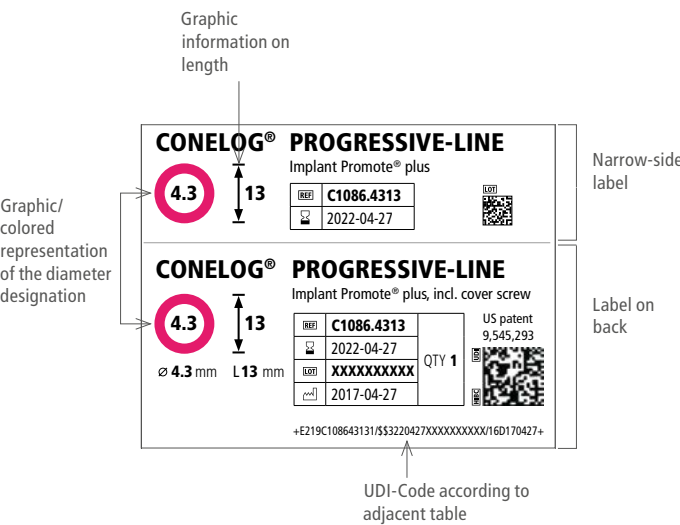 Graphic
information on
length
CONELOG® PROGRESSIVE-LINE
Implant Promote® plus
4.3
13
REF C1086.4313
2022-04-27
LOT
Narrow-side
label
Graphic/
colored
representation
of the diameter
designation
CONELOG® PROGRESSIVE-LINE
Implant Promote® plus, incl. cover screw
4.3
13
⌀ 4.3 mm L 13 mm
REF C1086.4313
2022-04-27
LOT XXXXXXXXXX
2017-04-27
QTY 1
US patent
9,545,293
UDI
HIBC
Label on
back
+E219C108643131/$$3220427XXXXXXXXXX/16D170427+
UDI-Code according to
adjacent table